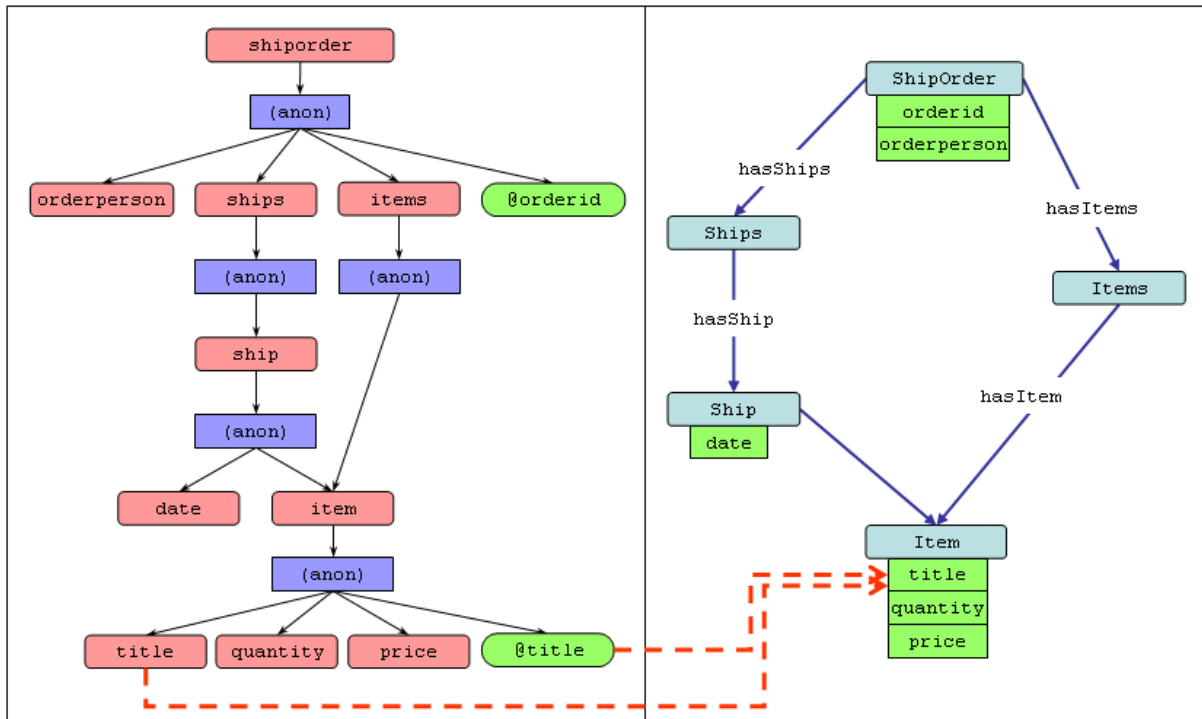 shiporder
(anon)
orderperson
ships
items
@orderid
(anon)
(anon)
ship
(anon)
date
item
(anon)
title
quantity
price
@title
ShipOrder
orderid
orderperson
hasShips
hasItems
Ships
Items
hasShip
hasItem
Ship
date
Item
title
quantity
price